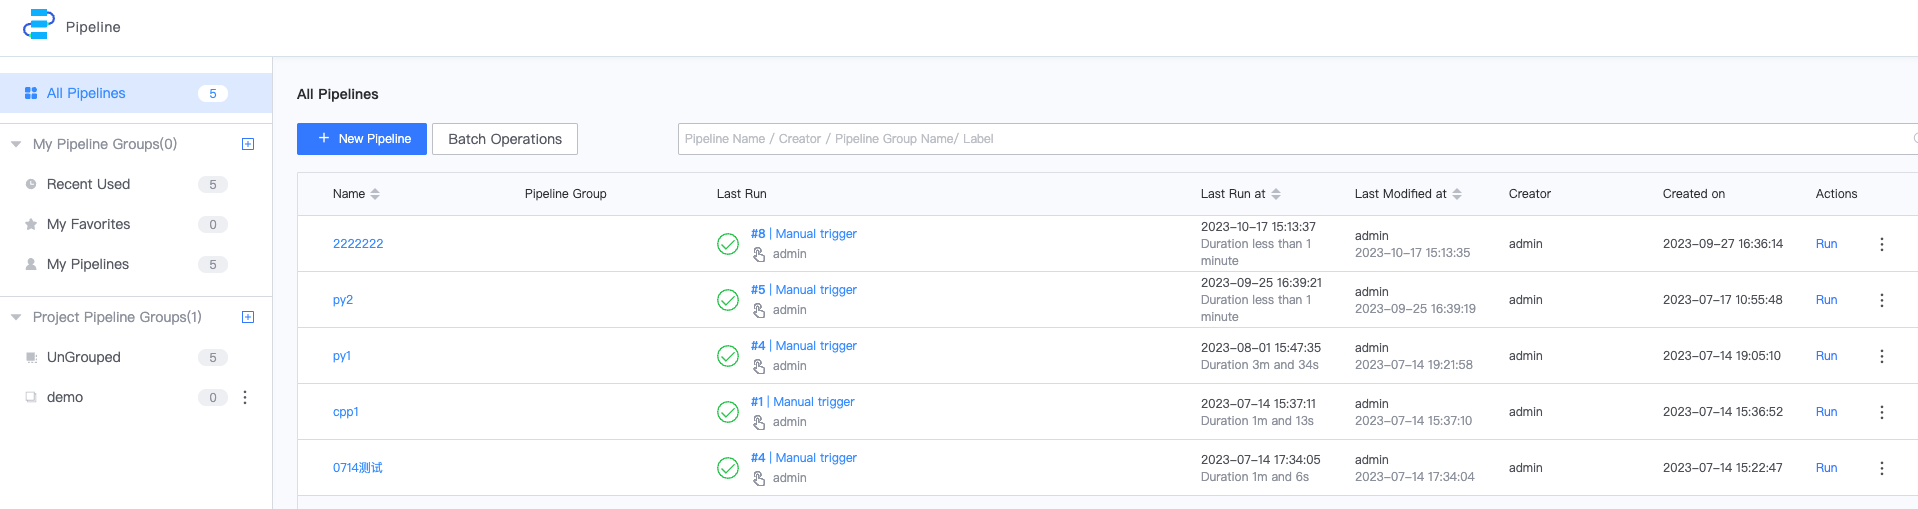 Pipeline
All Pipelines 5
My Pipeline Groups(0)
Recent Used 5
My Favorites 0
My Pipelines 5
Project Pipeline Groups(1)
UnGrouped 5
demo 0
All Pipelines
New Pipeline Batch Operations Pipeline Name / Creator / Pipeline Group Name/ Label
Name Pipeline Group Last Run Last Run at Last Modified at Creator Created on Actions
2222222 #8 | Manual trigger admin 2023-10-17 15:13:37 Duration less than 1 minute admin 2023-10-17 15:13:35 admin 2023-09-27 16:36:14 Run
py2 #5 | Manual trigger admin 2023-09-25 16:39:21 Duration less than 1 minute admin 2023-09-25 16:39:19 admin 2023-07-17 10:55:48 Run
py1 #4 | Manual trigger admin 2023-08-01 15:47:35 Duration 3m and 34s admin 2023-07-14 19:21:58 admin 2023-07-14 19:05:10 Run
cpp1 #1 | Manual trigger admin 2023-07-14 15:37:11 Duration 1m and 13s admin 2023-07-14 15:37:10 admin 2023-07-14 15:36:52 Run
0714测试 #4 | Manual trigger admin 2023-07-14 17:34:05 Duration 1m and 6s admin 2023-07-14 17:34:04 admin 2023-07-14 15:22:47 Run